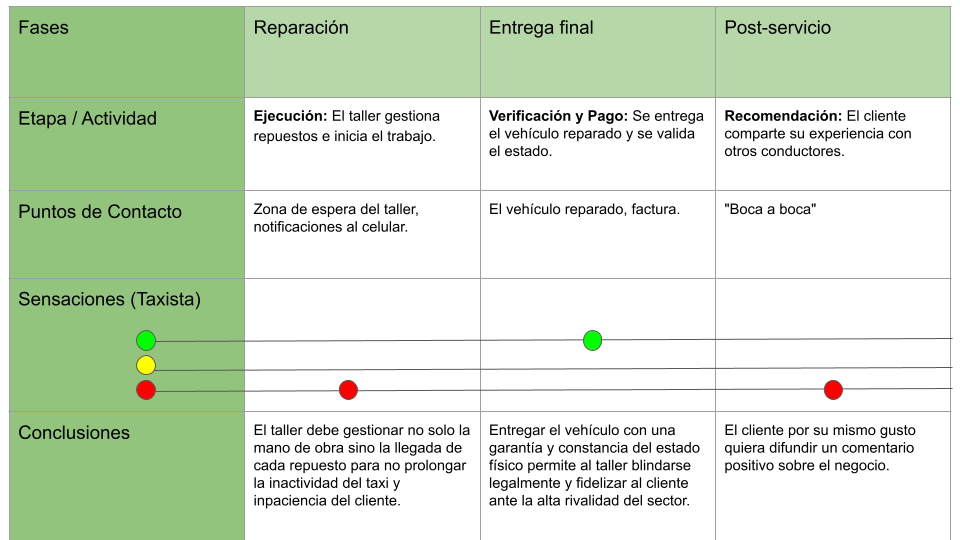 Fases
Reparación
Entrega final
Post-servicio
Etapa / Actividad
Ejecución: El taller gestiona
repuestos e inicia el trabajo.
Verificación y Pago: Se entrega
el vehículo reparado y se valida
el estado.
Recomendación: El cliente
comparte su experiencia con
otros conductores.
Puntos de Contacto
Zona de espera del taller,
notificaciones al celular.
El vehículo reparado, factura.
"Boca a boca"
Sensaciones (Taxista)
Conclusiones
El taller debe gestionar no solo la
mano de obra sino la llegada de
cada repuesto para no prolongar
la inactividad del taxi y
inpaciencia del cliente.
Entregar el vehículo con una
garantía y constancia del estado
físico permite al taller blindarse
legalmente y fidelizar al cliente
ante la alta rivalidad del sector.
El cliente por su mismo gusto
quiera difundir un comentario
positivo sobre el negocio.